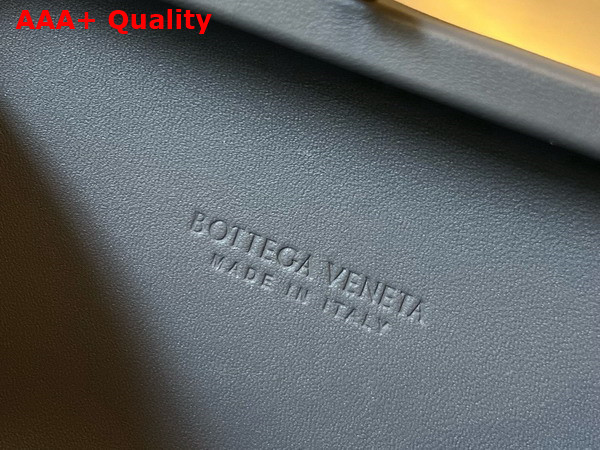 AAA+ Quality
BOTTEGA VENETA
MADE IN ITALY